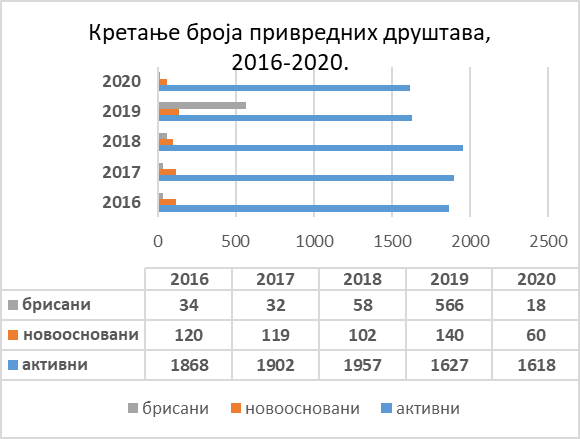 Кретање броја привредних друштава,
2016-2020.
2020
2019
2018
2017
2016
0 500 1000 1500 2000 2500
2016 2017 2018 2019 2020
брисани 34 32 58 566 18
новоосновани 120 119 102 140 60
активни 1868 1902 1957 1627 1618
брисани новоосновани активни